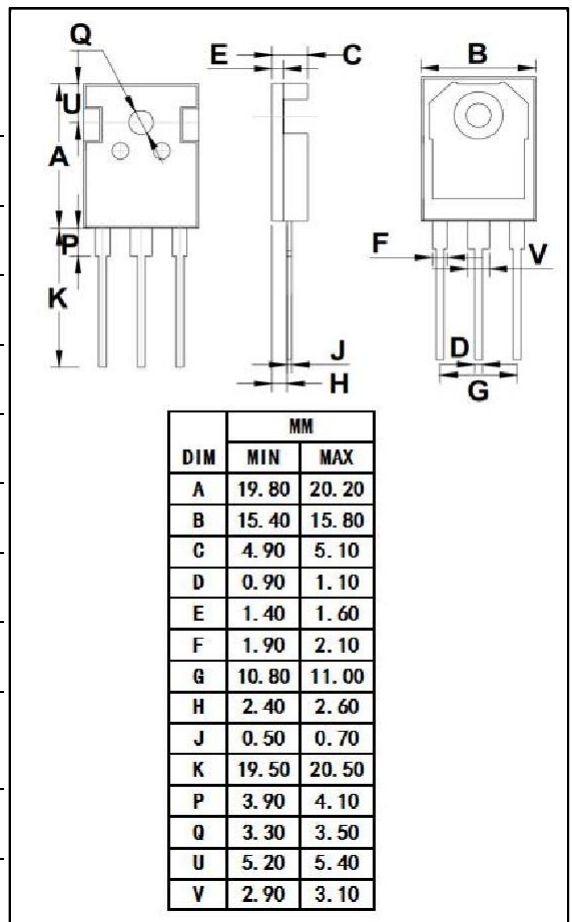 Q
E C B
U
A
P
K
F V
J
H
D
G
MM
DIM MIN MAX
A 19.80 20.20
B 15.40 15.80
C 4.90 5.10
D 0.90 1.10
E 1.40 1.60
F 1.90 2.10
G 10.80 11.00
H 2.40 2.60
J 0.50 0.70
K 19.50 20.50
P 3.90 4.10
Q 3.30 3.50
U 5.20 5.40
V 2.90 3.10